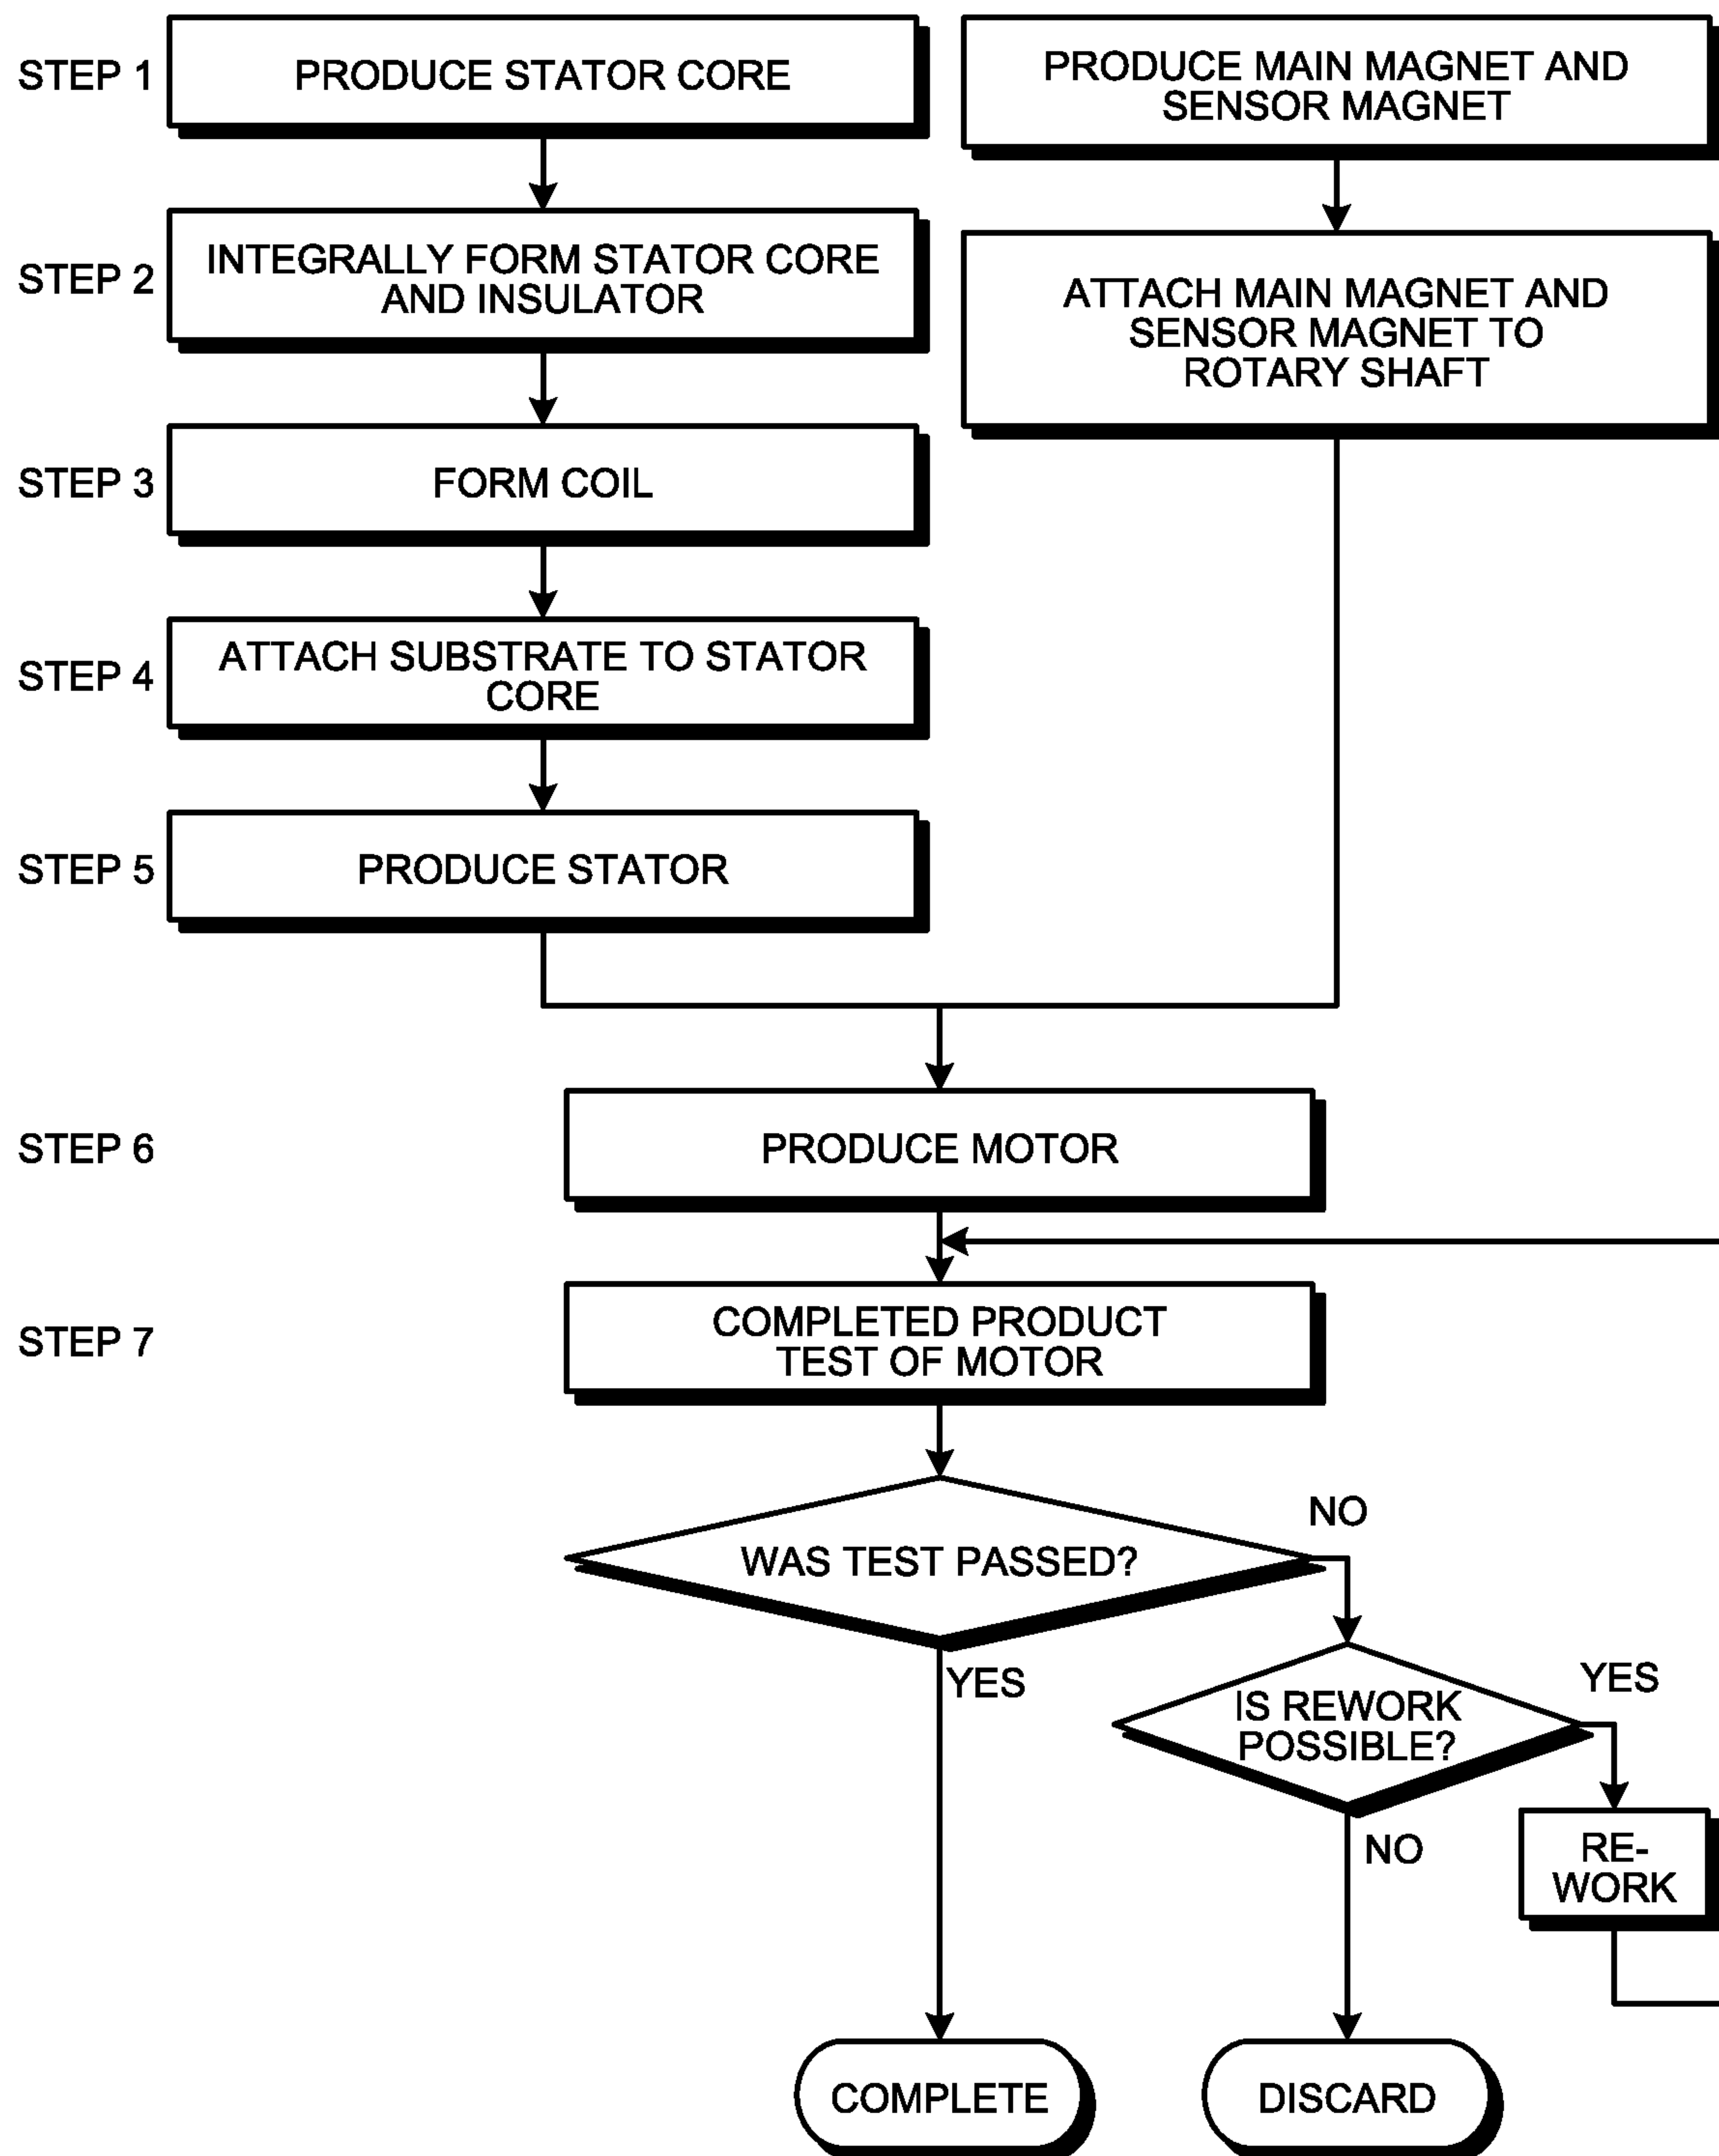 STEP 1
PRODUCE STATOR CORE
PRODUCE MAIN MAGNET AND
SENSOR MAGNET
STEP 2
INTEGRALLY FORM STATOR CORE
AND INSULATOR
ATTACH MAIN MAGNET AND
SENSOR MAGNET TO
ROTARY SHAFT
STEP 3
FORM COIL
STEP 4
ATTACH SUBSTRATE TO STATOR
CORE
STEP 5
PRODUCE STATOR
STEP 6
PRODUCE MOTOR
STEP 7
COMPLETED PRODUCT
TEST OF MOTOR
WAS TEST PASSED?
NO
YES
IS REWORK
POSSIBLE?
YES
NO
RE-
WORK
COMPLETE
DISCARD